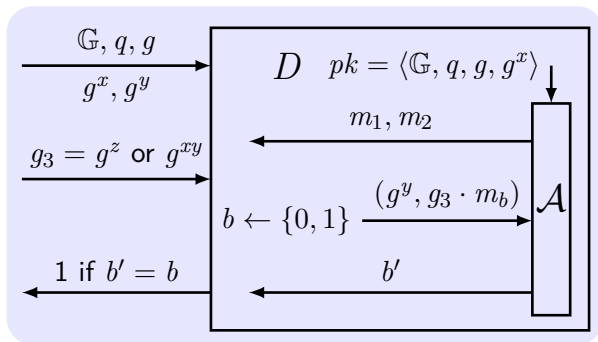 𝔾, q, g
g^x, g^y
D pk = ⟨𝔾, q, g, g^x⟩
m_1, m_2
g_3 = g^z or g^{xy}
(g^y, g_3 · m_b)
b ← {0, 1}
𝒜
1 if b′ = b
b′